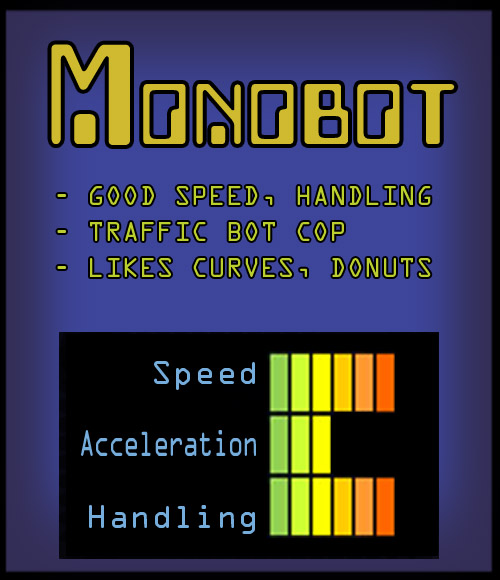 MONOBOT
- GOOD SPEED, HANDLING
- TRAFFIC BOT COP
- LIKES CURVES, DONUTS
Speed
Acceleration
Handling